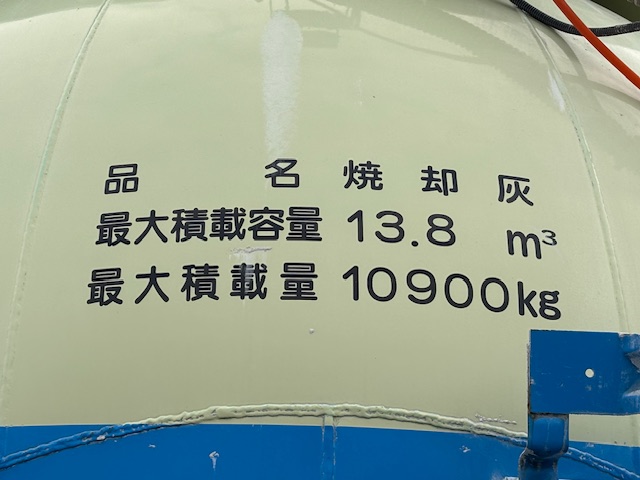 品 名 焼却灰
最大積載容量 13.8 m³
最大積載量 10900kg